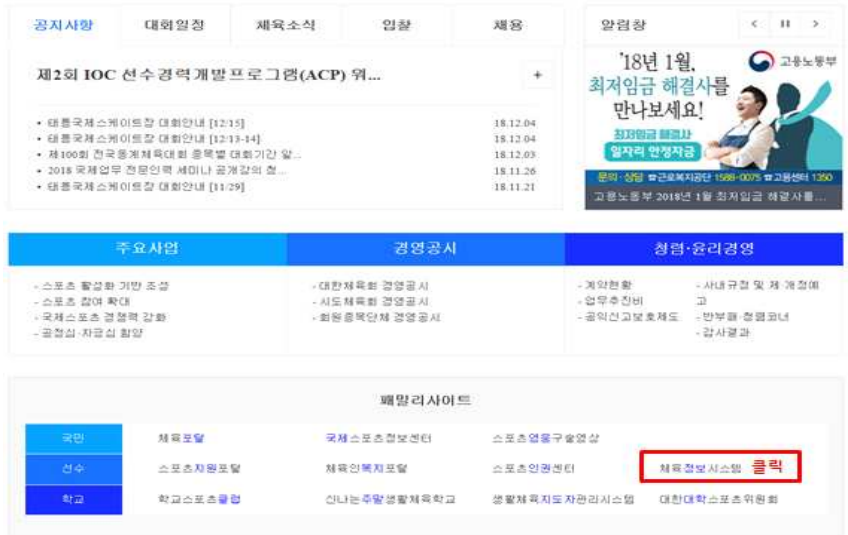 공지사항 대회일정 체육소식 입찰 채용
제2회 IOC 선수경력개발프로그램(ACP) 워... +
• 태릉국제스케이트장 대회안내 [12/15] 18.12.04
• 태릉국제스케이트장 대회안내 [12/13-14] 18.12.04
• 제100회 전국동계체육대회 종목별 대회기간 알... 18.12.03
• 2018 국제업무 전문인력 세미나 공개강의 청... 18.11.26
• 태릉국제스케이트장 대회안내 [11/29] 18.11.21
알림창
'18년 1월,
최저임금 해결사를
만나보세요!
고용노동부
최저임금 해결사
일자리 안정자금
문의·상담 ☎근로복지공단 1588-0075 ☎고용센터 1350
고용노동부 2018년 1월 최저임금 해결사를...
주요사업 경영공시 청렴·윤리경영
- 스포츠 활성화 기반 조성
- 스포츠 참여 확대
- 국제스포츠 경쟁력 강화
- 공정심·자긍심 함양
- 대한체육회 경영공시
- 시도체육회 경영공시
- 회원종목단체 경영공시
- 계약현황
- 업무추진비
- 공익신고보호제도
- 사내규정 및 제·개정예
고
- 반부패·청렴코너
- 감사결과
패밀리사이트
국민 체육포털 국제스포츠정보센터 스포츠영웅구술영상
선수 스포츠지원포털 체육인복지포털 스포츠인권센터 체육정보시스템 클릭
학교 학교스포츠클럽 신나는주말생활체육학교 생활체육지도자관리시스템 대한대학스포츠위원회